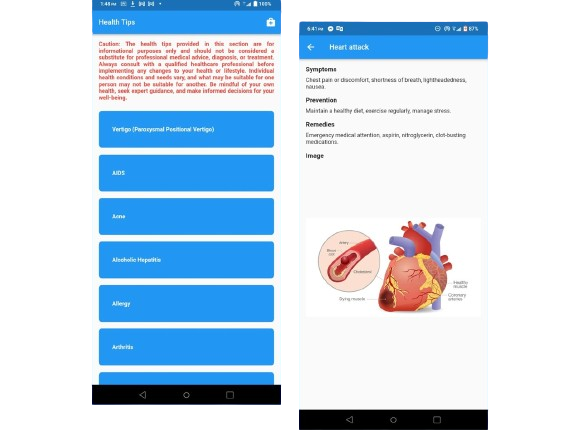 1:40 PM
100%
Health Tips
Caution: The health tips provided in this section are for
informational purposes only and should not be considered a
substitute for professional medical advice, diagnosis, or treatment.
Always consult with a qualified healthcare professional before
implementing any changes to your health or lifestyle. Individual
health conditions and needs vary, and what may be suitable for one
person may not be suitable for another. Be mindful of your own
health, seek expert guidance, and make informed decisions for your
well-being.
Vertigo (Paroxysmal Positional Vertigo)
AIDS
Acne
Alcoholic Hepatitis
Allergy
Arthritis
6:41 PM
87%
Heart attack
Symptoms
Chest pain or discomfort, shortness of breath, lightheadedness,
nausea.
Prevention
Maintain a healthy diet, exercise regularly, manage stress.
Remedies
Emergency medical attention, aspirin, nitroglycerin, clot-busting
medications.
Image
Artery
Blood
clot
Cholesterol
Dying muscle
Healthy
muscle
Coronary
arteries